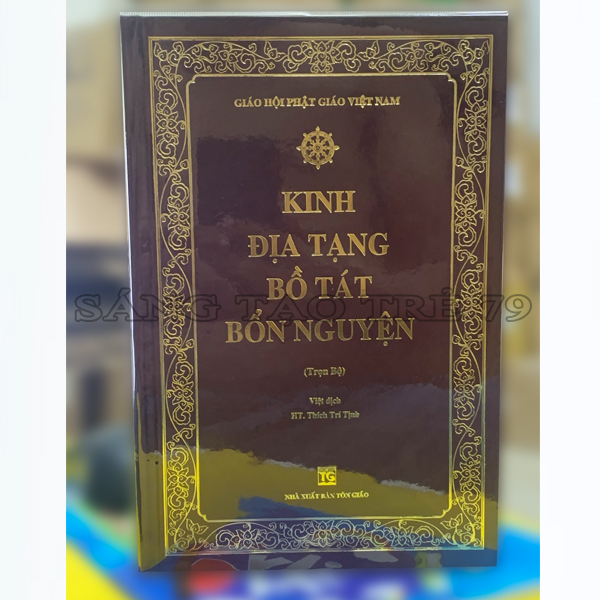 GIÁO HỘI PHẬT GIÁO VIỆT NAM
KINH
ĐỊA TẠNG
BỒ TÁT
BỔN NGUYỆN
SÁNG TẠO TRẺ 79
(Trọn Bộ)
Việt dịch
HT. Thích Trí Tịnh
TG
NHÀ XUẤT BẢN TÔN GIÁO